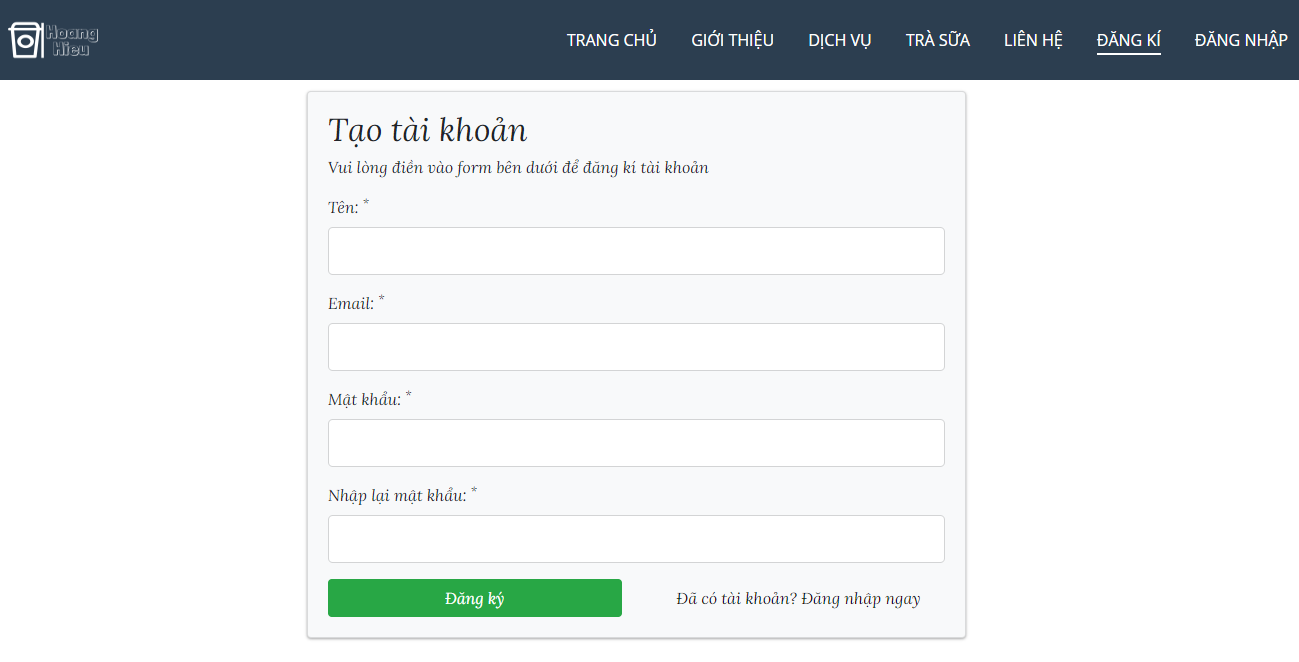 Hoang
Hieu
TRANG CHỦ GIỚI THIỆU DỊCH VỤ TRÀ SỮA LIÊN HỆ ĐĂNG KÍ ĐĂNG NHẬP
Tạo tài khoản
Vui lòng điền vào form bên dưới để đăng kí tài khoản
Tên: *
Email: *
Mật khẩu: *
Nhập lại mật khẩu: *
Đăng ký Đã có tài khoản? Đăng nhập ngay